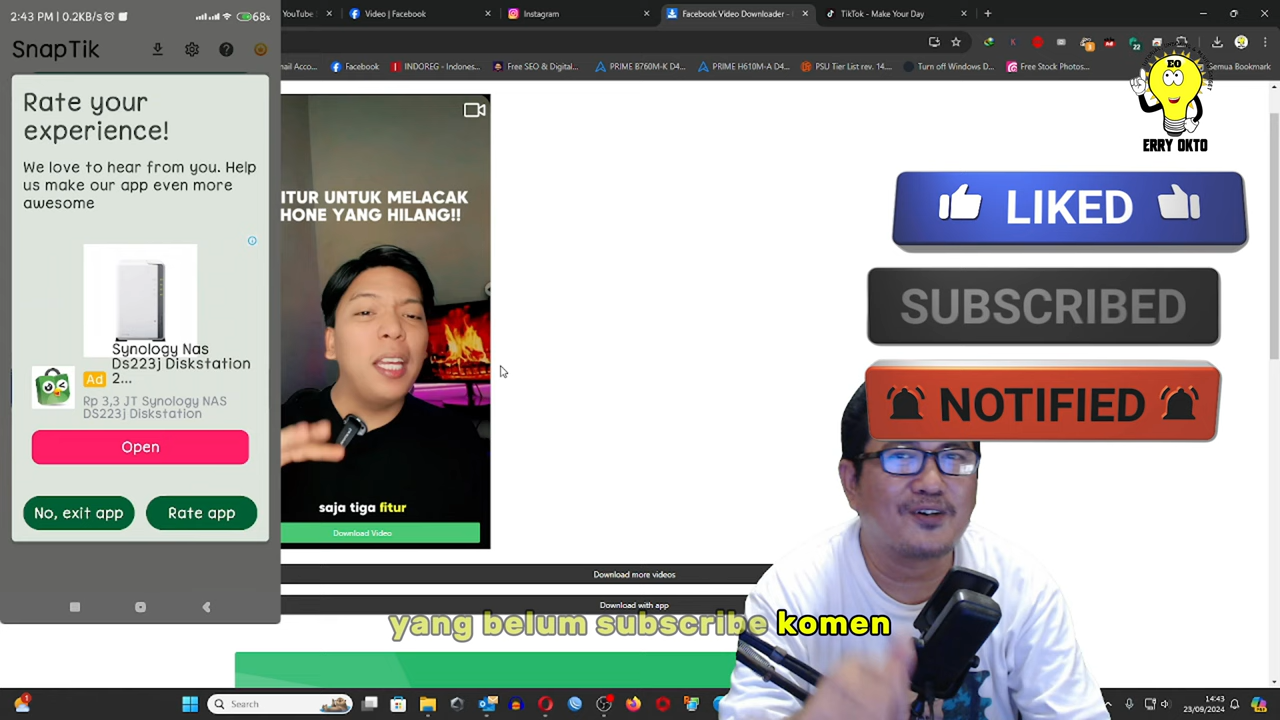 2:43 PM | 0.2KB/s
68%
SnapTik
Rate your
experience!
We love to hear from you. Help
us make our app even more
awesome
Synology Nas
Ds223j Diskstation
2...
Ad
Rp 3,3 JT Synology NAS
DS223j Diskstation
Open
No, exit app
Rate app
YouTube
Video | Facebook
Instagram
Facebook Video Downloader -
TikTok - Make Your Day
Facebook
INDOREG - Indo
Free SEO & Digita...
PRIME B760M-K D4...
PRIME H610M-A D4...
PSU Tier List rev. 14....
Turn off Windows D...
Free Stock Photos...
Semua Bookmark
ITUR UNTUK MELACAK
HONE YANG HILANG!!
saja tiga fitur
Download Video
Download more videos
Download with app
EO
ERRY OKTO
LIKED
SUBSCRIBED
NOTIFIED
yang belum subscribe komen
Search
14:43
23/09/2024